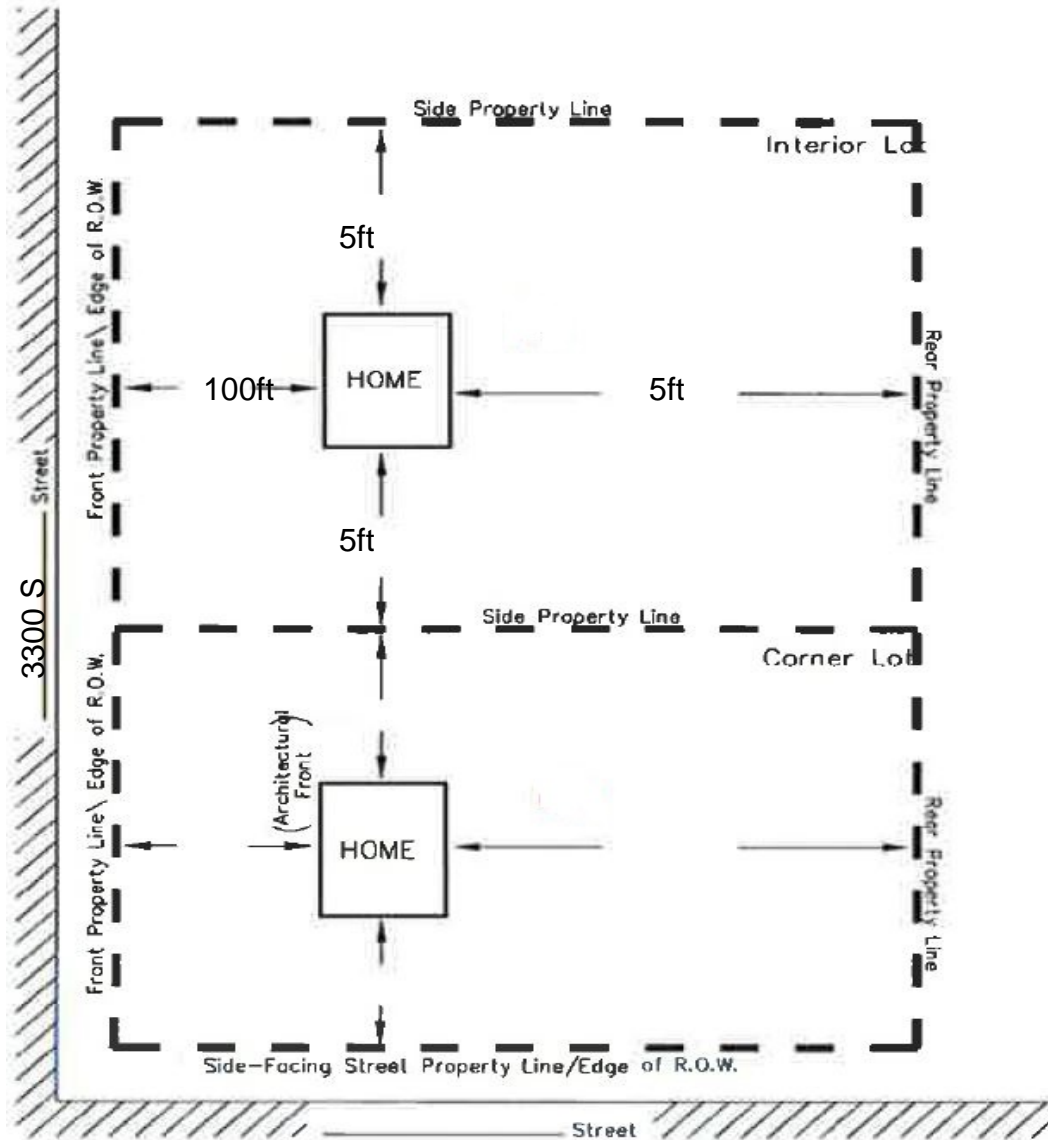 Side Property Line
Interior Lot
Front Property Line\ Edge of R.O.W.
5ft
HOME
100ft
5ft
Rear Property Line
5ft
Street
3300 S
Side Property Line
Corner Lot
Front Property Line\ Edge of R.O.W.
(Architectural
Front)
HOME
Rear Property Line
Side-Facing Street Property Line/Edge of R.O.W.
Street